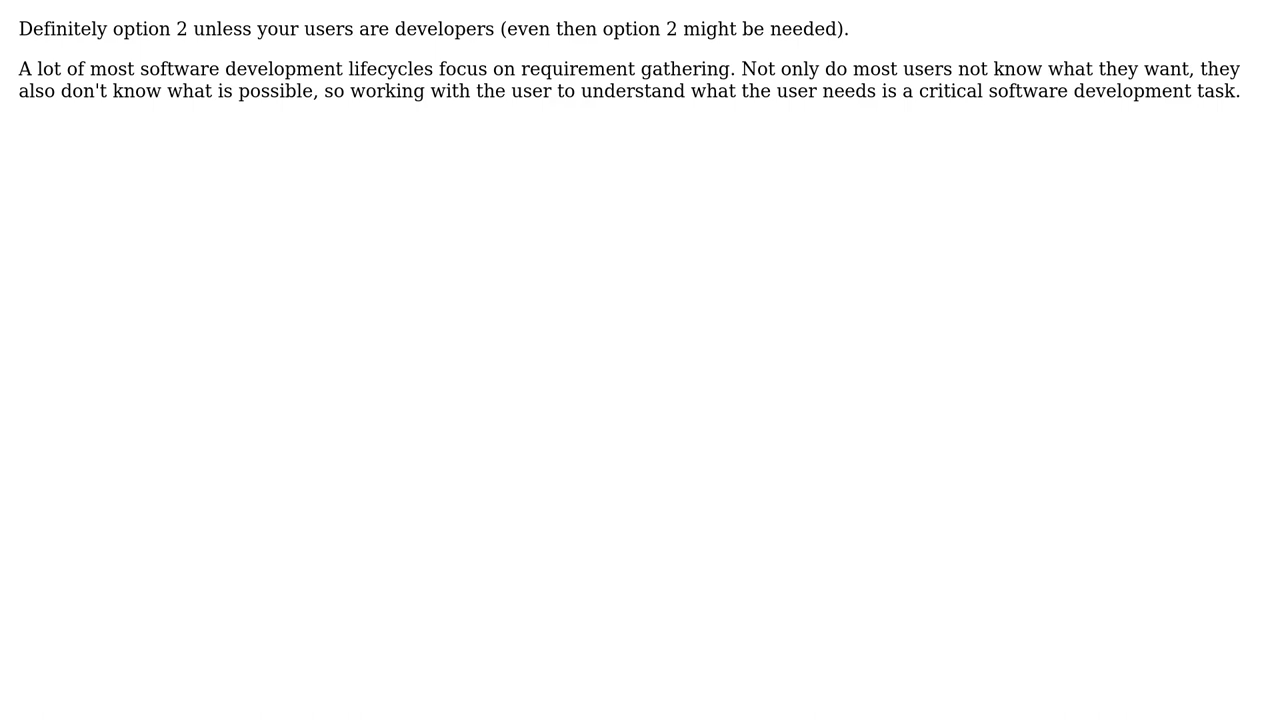 Definitely option 2 unless your users are developers (even then option 2 might be needed).
A lot of most software development lifecycles focus on requirement gathering. Not only do most users not know what they want, they
also don't know what is possible, so working with the user to understand what the user needs is a critical software development task.